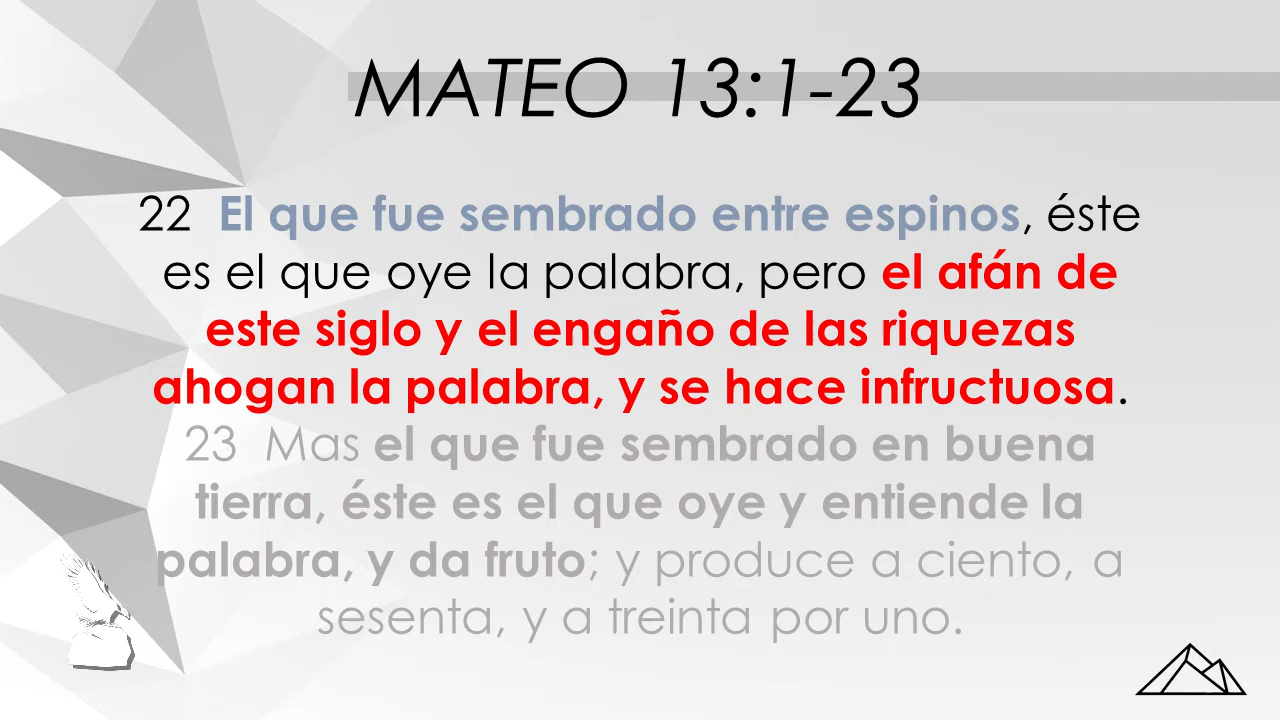 MATEO 13:1-23
22 El que fue sembrado entre espinos, éste
es el que oye la palabra, pero el afán de
este siglo y el engaño de las riquezas
ahogan la palabra, y se hace infructuosa.
23 Mas el que fue sembrado en buena
tierra, éste es el que oye y entiende la
palabra, y da fruto; y produce a ciento, a
sesenta, y a treinta por uno.